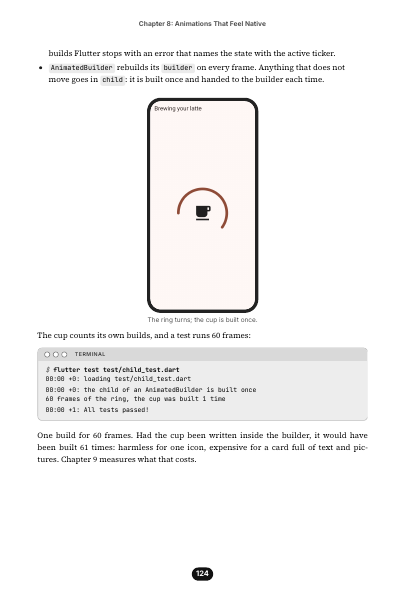 Chapter 8: Animations That Feel Native
builds Flutter stops with an error that names the state with the active ticker.
• AnimatedBuilder rebuilds its builder on every frame. Anything that does not
move goes in child: it is built once and handed to the builder each time.
Brewing your latte
The ring turns; the cup is built once.
The cup counts its own builds, and a test runs 60 frames:
TERMINAL
$ flutter test test/child_test.dart
00:00 +0: loading test/child_test.dart
00:00 +0: the child of an AnimatedBuilder is built once
60 frames of the ring, the cup was built 1 time
00:00 +1: All tests passed!
One build for 60 frames. Had the cup been written inside the builder, it would have
been built 61 times: harmless for one icon, expensive for a card full of text and pic-
tures. Chapter 9 measures what that costs.
124